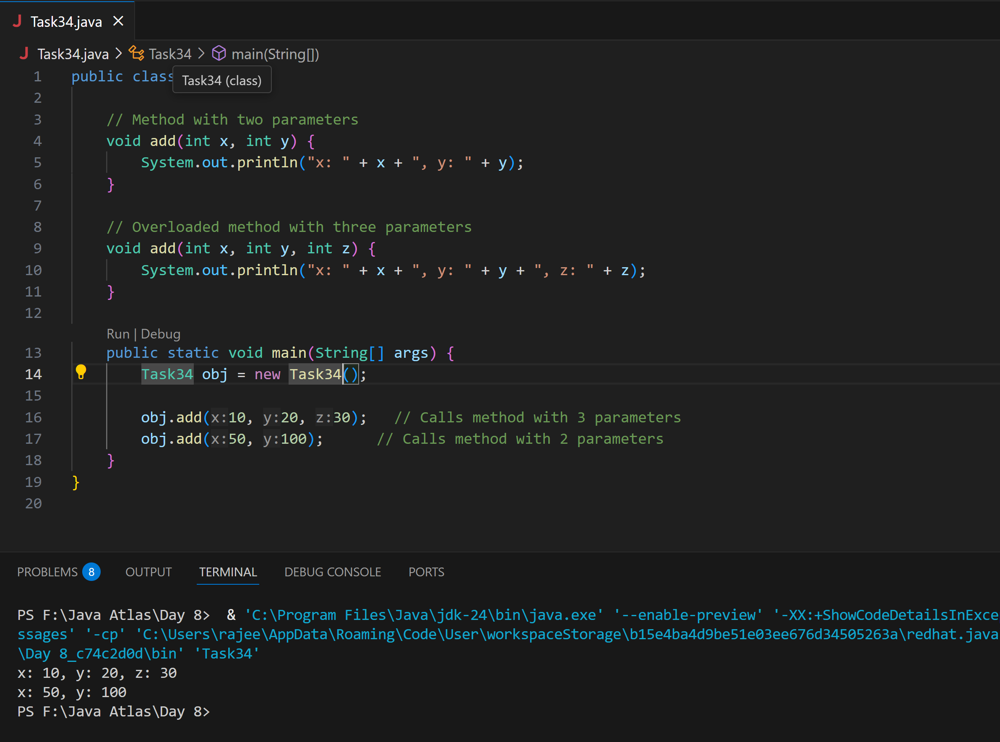 Task34.java
Task34.java > Task34 > main(String[])
Task34 (class)
1 public class
2
3 // Method with two parameters
4 void add(int x, int y) {
5 System.out.println("x: " + x + ", y: " + y);
6 }
7
8 // Overloaded method with three parameters
9 void add(int x, int y, int z) {
10 System.out.println("x: " + x + ", y: " + y + ", z: " + z);
11 }
12
Run | Debug
13 public static void main(String[] args) {
14 Task34 obj = new Task34();
15
16 obj.add(x:10, y:20, z:30); // Calls method with 3 parameters
17 obj.add(x:50, y:100); // Calls method with 2 parameters
18 }
19 }
20
PROBLEMS 8 OUTPUT TERMINAL DEBUG CONSOLE PORTS
PS F:\Java Atlas\Day 8> & 'C:\Program Files\Java\jdk-24\bin\java.exe' '--enable-preview' '-XX:+ShowCodeDetailsInExce
ssages' '-cp' 'C:\Users\rajee\AppData\Roaming\Code\User\workspaceStorage\b15e4ba4d9be51e03ee676d34505263a\redhat.java
\Day 8_c74c2d0d\bin' 'Task34'
x: 10, y: 20, z: 30
x: 50, y: 100
PS F:\Java Atlas\Day 8>